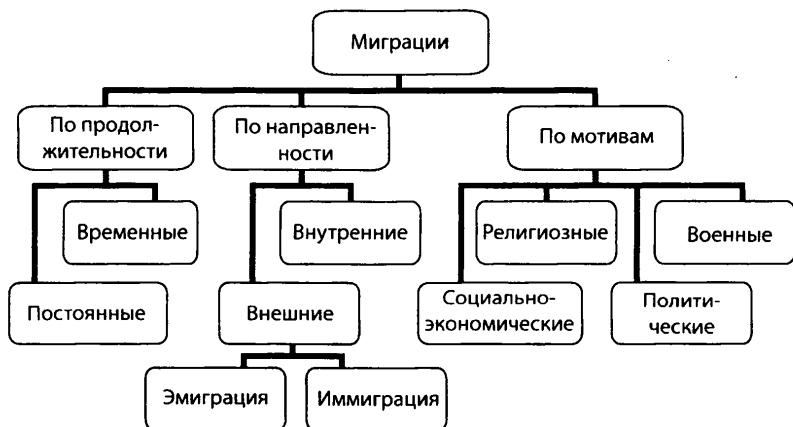 Миграции
По продол-
жительности
По направлен-
ности
По мотивам
Временные
Внутренние
Религиозные
Военные
Постоянные
Внешние
Социально-
экономические
Полити-
ческие
Эмиграция
Иммиграция